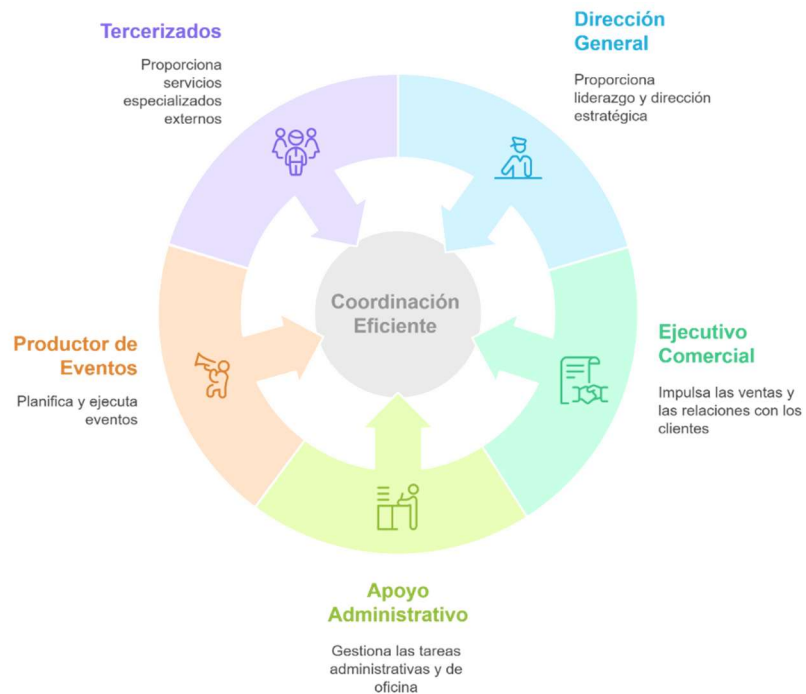 Tercerizados
Proporciona
servicios
especializados
externos
Dirección
General
Proporciona
liderazgo y dirección
estratégica
Coordinación
Eficiente
Productor de
Eventos
Planifica y ejecuta
eventos
Ejecutivo
Comercial
Impulsa las ventas y
las relaciones con los
clientes
Apoyo
Administrativo
Gestiona las tareas
administrativas y de
oficina